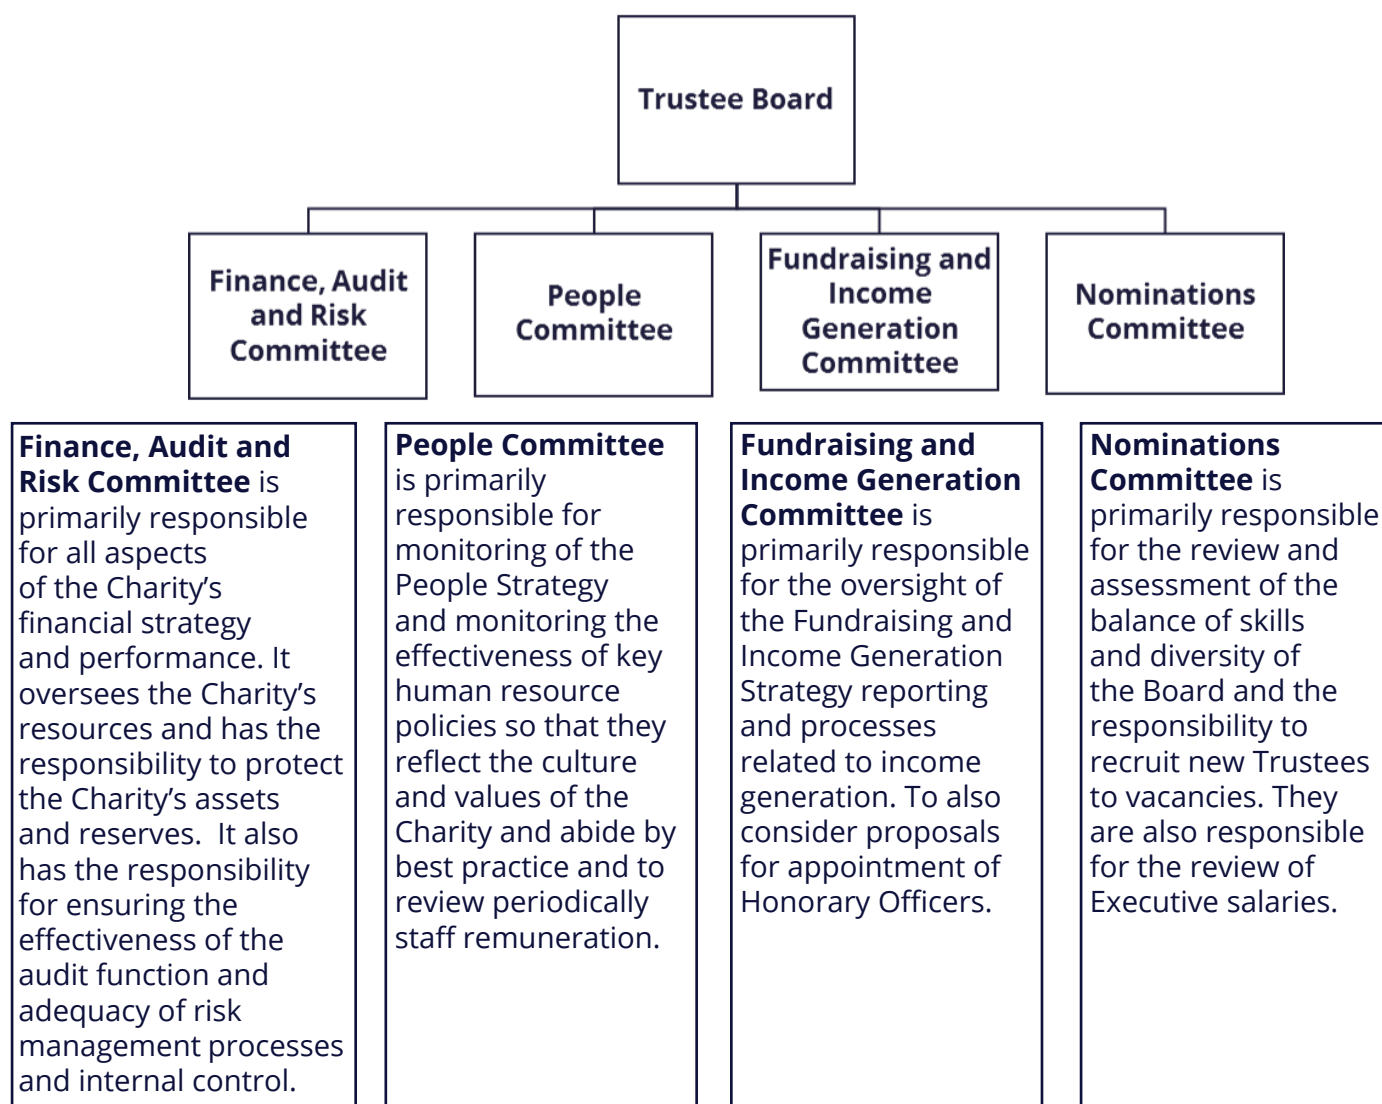 Trustee Board
Finance, Audit
and Risk
Committee
People
Committee
Fundraising and
Income
Generation
Committee
Nominations
Committee
Finance, Audit and
Risk Committee is
primarily responsible
for all aspects
of the Charity’s
financial strategy
and performance. It
oversees the Charity’s
resources and has the
responsibility to protect
the Charity’s assets
and reserves.  It also
has the responsibility
for ensuring the
effectiveness of the
audit function and
adequacy of risk
management processes
and internal control.
People Committee
is primarily
responsible for
monitoring of the
People Strategy
and monitoring the
effectiveness of key
human resource
policies so that they
reflect the culture
and values of the
Charity and abide by
best practice and to
review periodically
staff remuneration.
Fundraising and
Income Generation
Committee is
primarily responsible
for the oversight of
the Fundraising and
Income Generation
Strategy reporting
and processes
related to income
generation. To also
consider proposals
for appointment of
Honorary Officers.
Nominations
Committee is
primarily responsible
for the review and
assessment of the
balance of skills
and diversity of
the Board and the
responsibility to
recruit new Trustees
to vacancies. They
are also responsible
for the review of
Executive salaries.